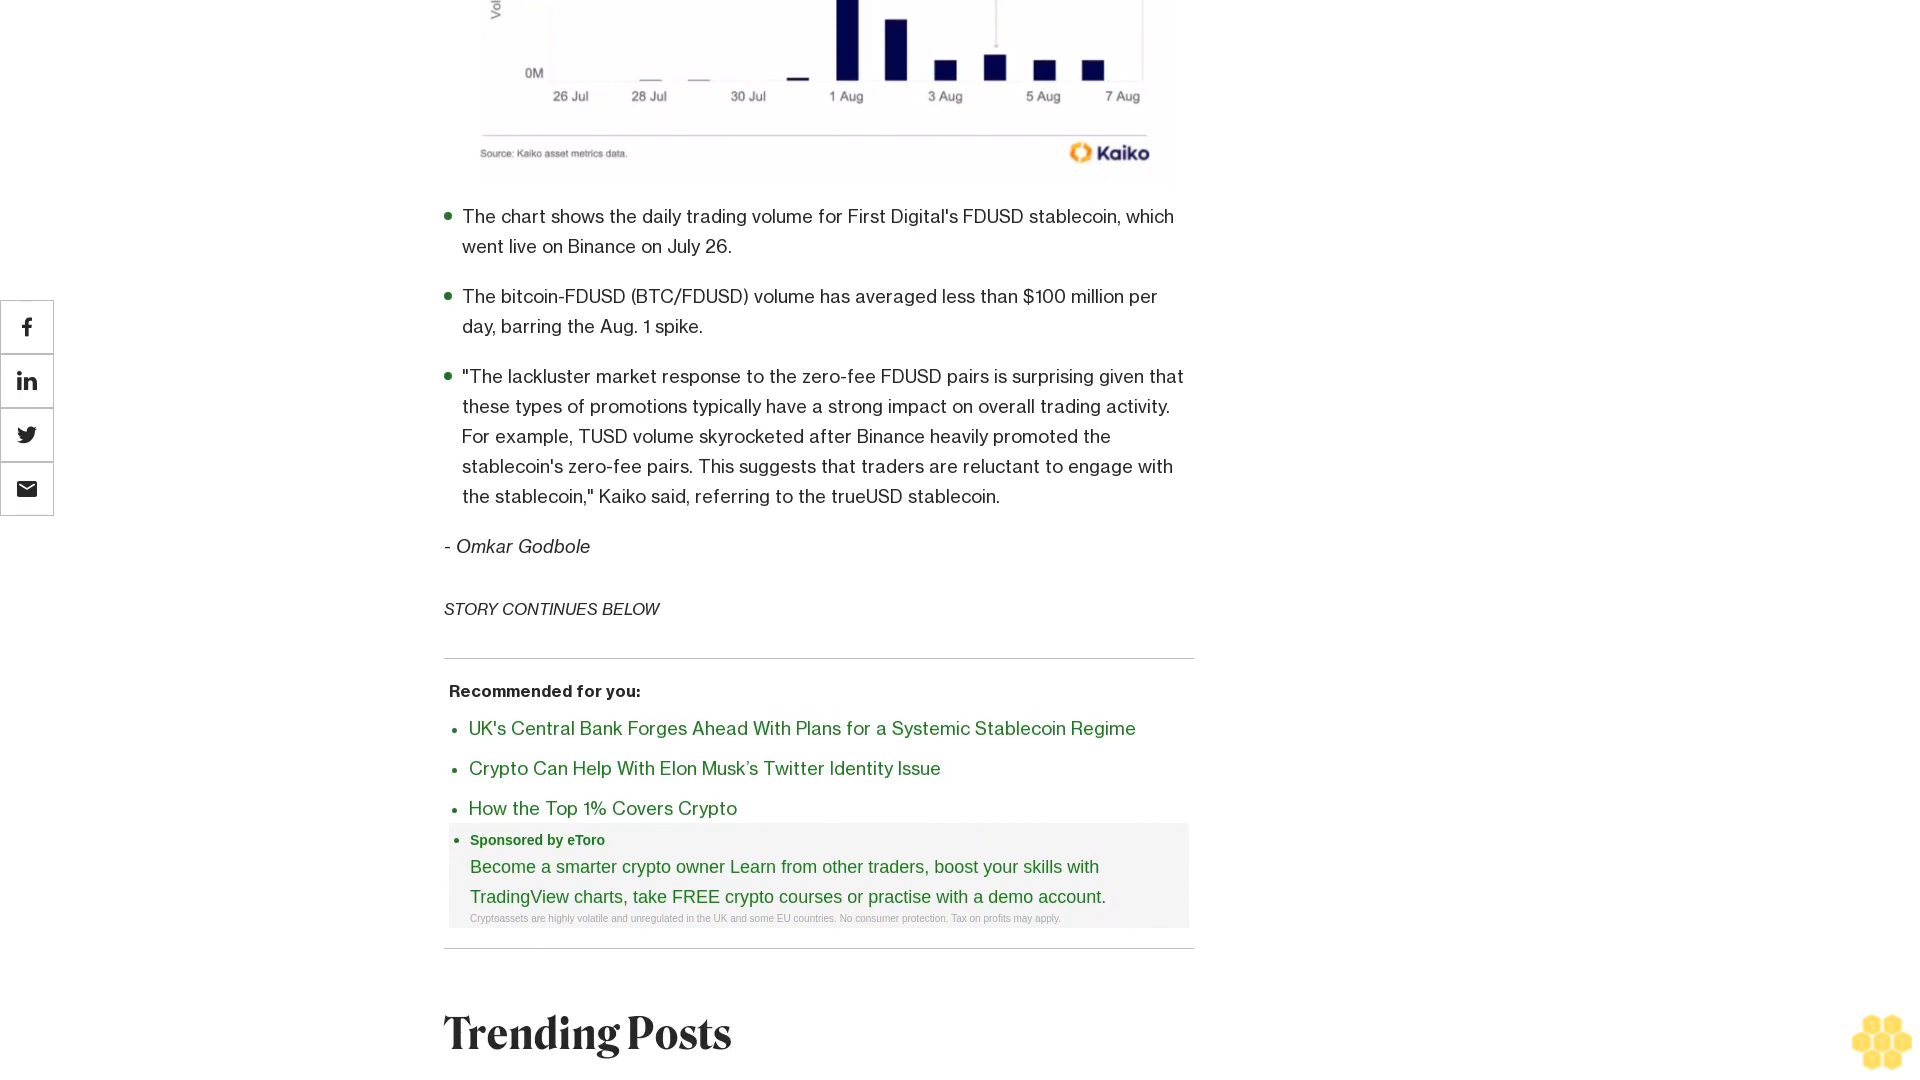 Vol
0M
26 Jul 28 Jul 30 Jul 1 Aug 3 Aug 5 Aug 7 Aug
Source: Kaiko asset metrics data.
Kaiko
The chart shows the daily trading volume for First Digital's FDUSD stablecoin, which
went live on Binance on July 26.
The bitcoin-FDUSD (BTC/FDUSD) volume has averaged less than $100 million per
day, barring the Aug. 1 spike.
"The lackluster market response to the zero-fee FDUSD pairs is surprising given that
these types of promotions typically have a strong impact on overall trading activity.
For example, TUSD volume skyrocketed after Binance heavily promoted the
stablecoin's zero-fee pairs. This suggests that traders are reluctant to engage with
the stablecoin," Kaiko said, referring to the trueUSD stablecoin.
- Omkar Godbole
STORY CONTINUES BELOW
Recommended for you:
UK's Central Bank Forges Ahead With Plans for a Systemic Stablecoin Regime
Crypto Can Help With Elon Musk’s Twitter Identity Issue
How the Top 1% Covers Crypto
Sponsored by eToro
Become a smarter crypto owner Learn from other traders, boost your skills with
TradingView charts, take FREE crypto courses or practise with a demo account.
Cryptoassets are highly volatile and unregulated in the UK and some EU countries. No consumer protection. Tax on profits may apply.
Trending Posts